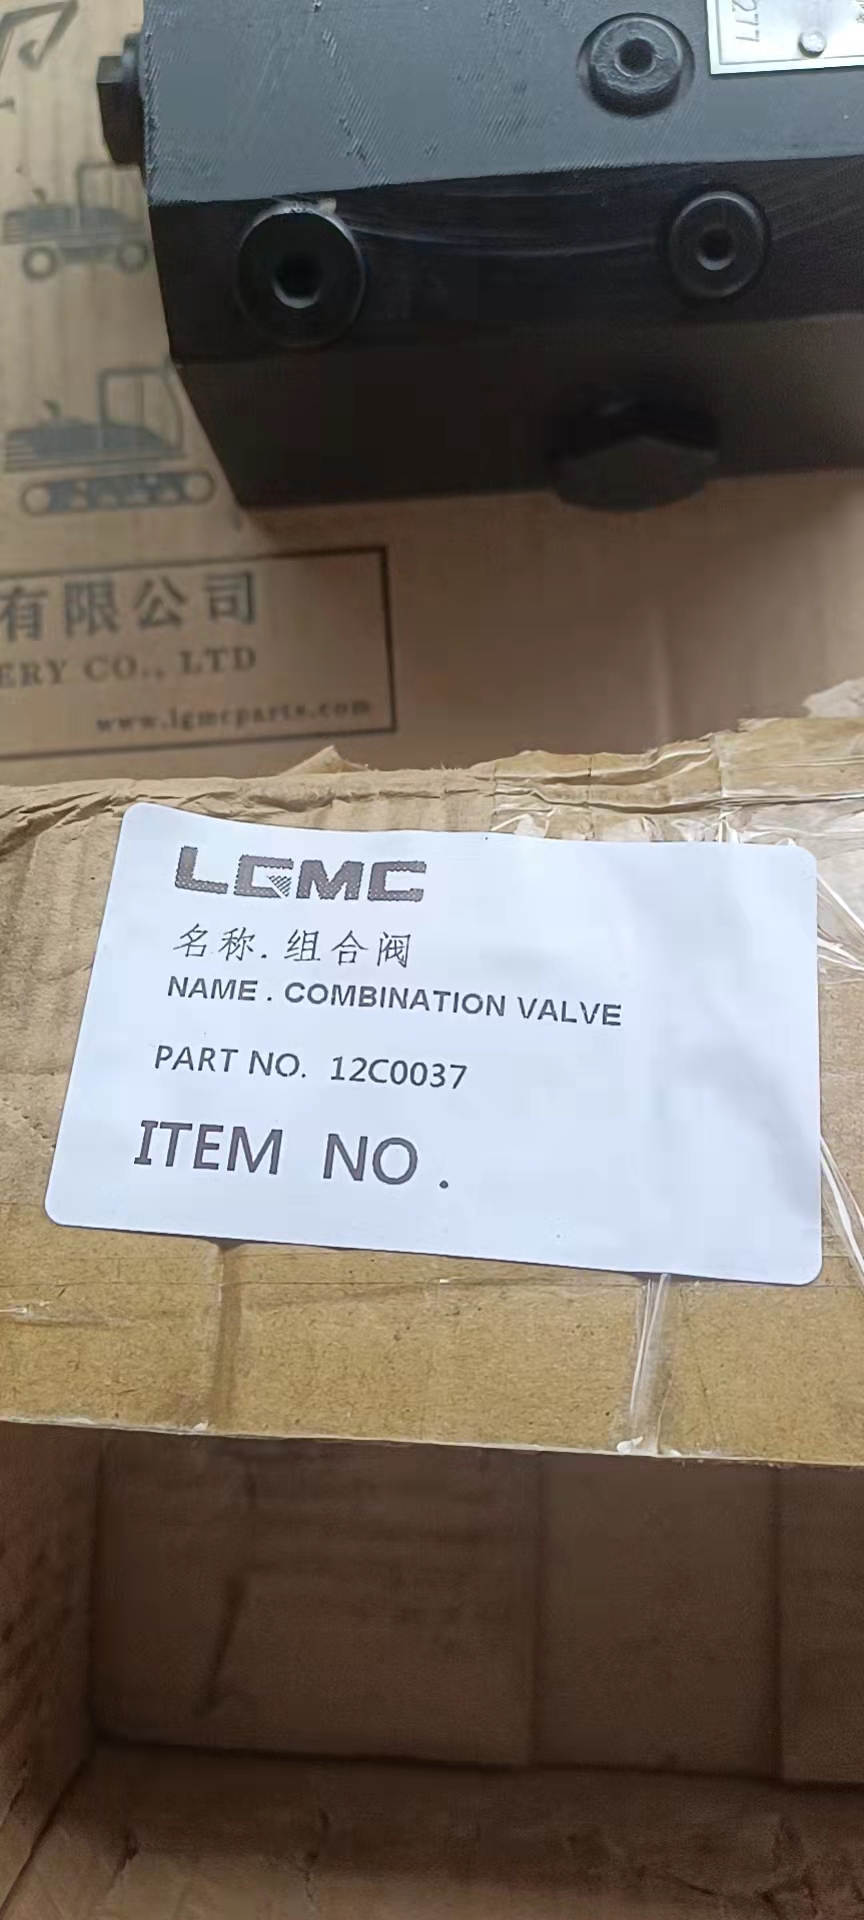 277
有限公司
ERY CO., LTD
www.lgmcparts.com
LGMC
名称.组合阀
NAME . COMBINATION VALVE
PART NO. 12C0037
ITEM NO .